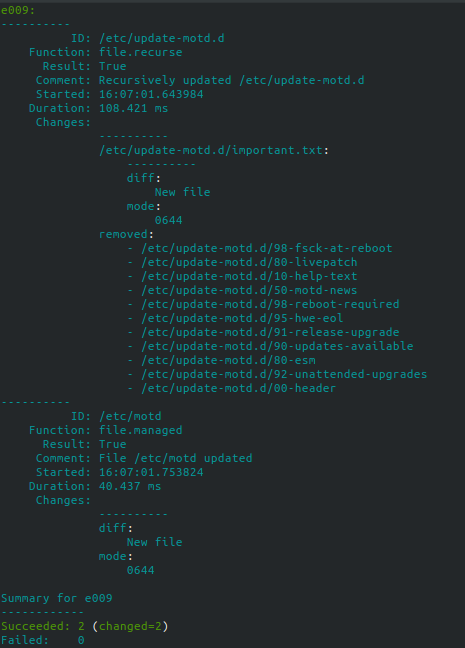 e009:
----------
          ID: /etc/update-motd.d
    Function: file.recurse
      Result: True
     Comment: Recursively updated /etc/update-motd.d
     Started: 16:07:01.643984
    Duration: 108.421 ms
     Changes:
              ----------
              /etc/update-motd.d/important.txt:
                  ----------
                  diff:
                      New file
                  mode:
                      0644
              removed:
                  - /etc/update-motd.d/98-fsck-at-reboot
                  - /etc/update-motd.d/80-livepatch
                  - /etc/update-motd.d/10-help-text
                  - /etc/update-motd.d/50-motd-news
                  - /etc/update-motd.d/98-reboot-required
                  - /etc/update-motd.d/95-hwe-eol
                  - /etc/update-motd.d/91-release-upgrade
                  - /etc/update-motd.d/90-updates-available
                  - /etc/update-motd.d/80-esm
                  - /etc/update-motd.d/92-unattended-upgrades
                  - /etc/update-motd.d/00-header
----------
          ID: /etc/motd
    Function: file.managed
      Result: True
     Comment: File /etc/motd updated
     Started: 16:07:01.753824
    Duration: 40.437 ms
     Changes:
              ----------
              diff:
                  New file
              mode:
                  0644

Summary for e009
------------
Succeeded: 2 (changed=2)
Failed:    0